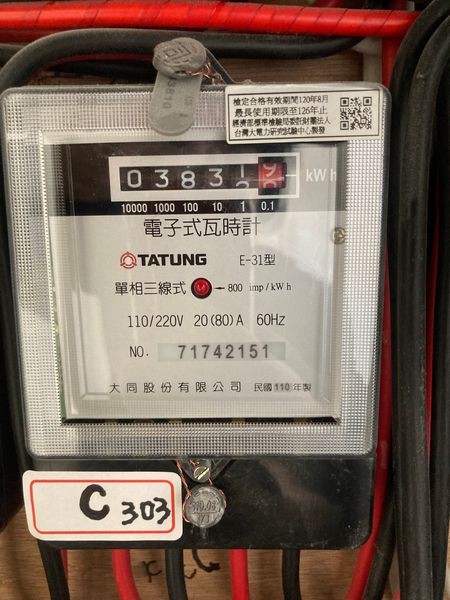 檢定合格有效期間120年8月
最長使用期限至126年止
經濟部標準檢驗局委託財團法人
台灣大電力研究試驗中心製發
0 3 8 3 kWh
10000 1000 100 10 1 0.1
電子式瓦時計
TATUNG E-31型
單相三線式 M 800 imp/kWh
110/220V 20(80)A 60Hz
NO. 71742151
大同股份有限公司 民國110年製
C 303